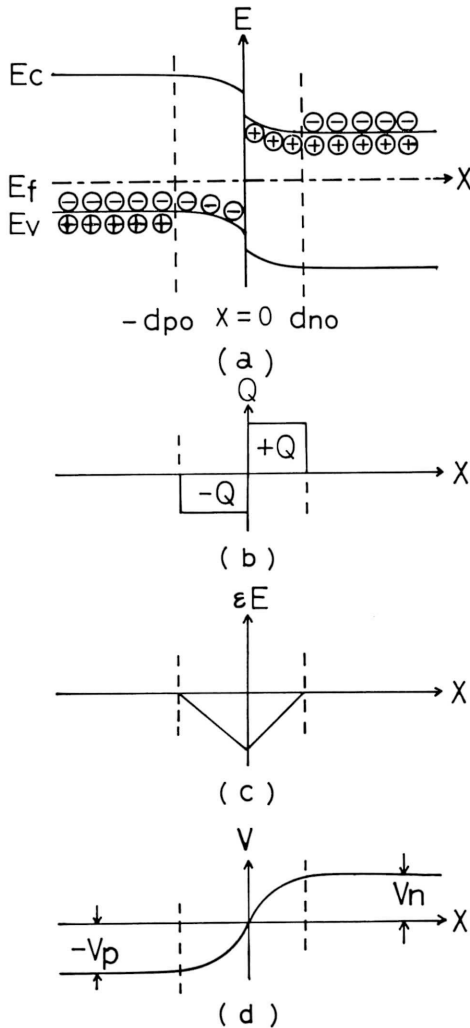 E
Ec
Ef
X
Ev
-dpo X=0 dno
(a)
Q
+Q
X
-Q
(b)
εE
X
(c)
V
Vn
X
-Vp
(d)